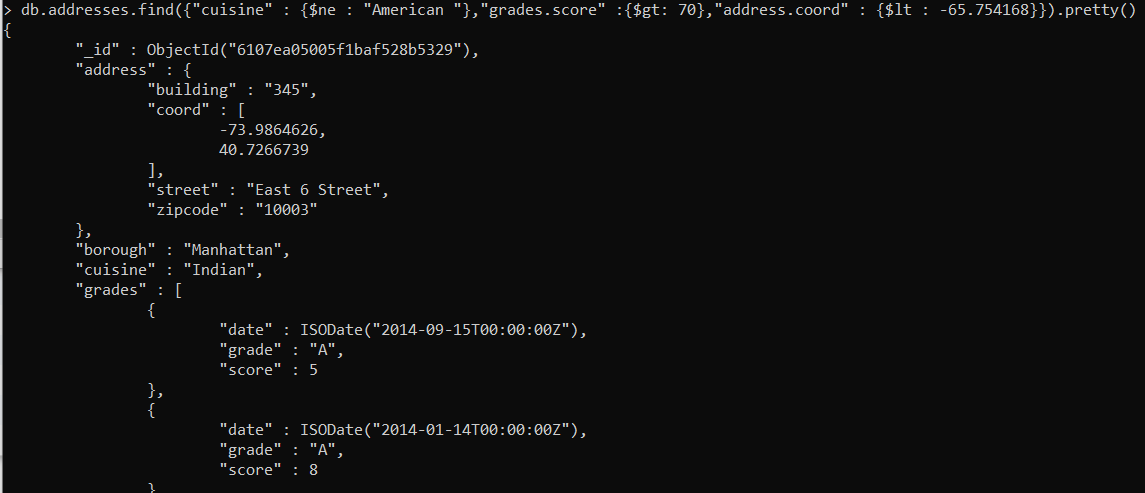 > db.addresses.find({"cuisine" : {$ne : "American "},"grades.score" :{$gt: 70},"address.coord" : {$lt : -65.754168}}).pretty()
{
        "_id" : ObjectId("6107ea05005f1baf528b5329"),
        "address" : {
                "building" : "345",
                "coord" : [
                        -73.9864626,
                        40.7266739
                ],
                "street" : "East 6 Street",
                "zipcode" : "10003"
        },
        "borough" : "Manhattan",
        "cuisine" : "Indian",
        "grades" : [
                {
                        "date" : ISODate("2014-09-15T00:00:00Z"),
                        "grade" : "A",
                        "score" : 5
                },
                {
                        "date" : ISODate("2014-01-14T00:00:00Z"),
                        "grade" : "A",
                        "score" : 8
                }